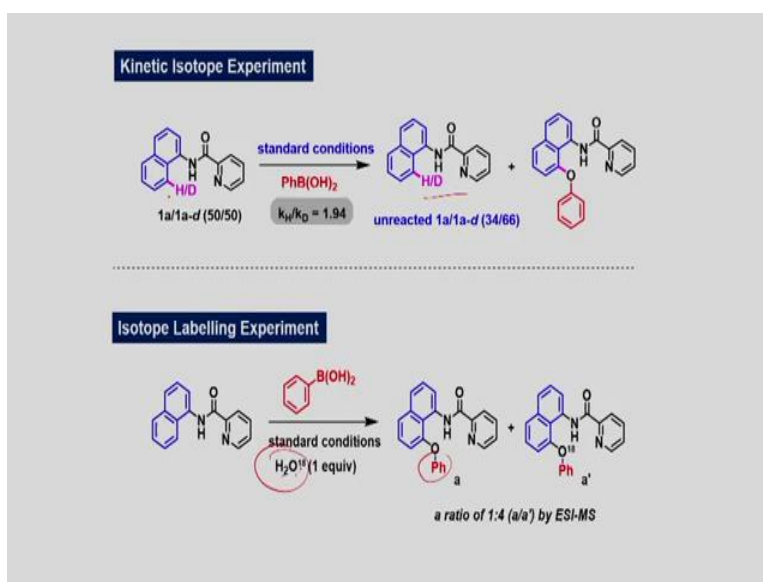 Kinetic Isotope Experiment
O
N
H
N
H/D
1a/1a-d (50/50)
standard conditions
PhB(OH)₂
kH/kD = 1.94
O
N
H
N
H/D
unreacted 1a/1a-d (34/66)
+
O
N
H
N
O
Isotope Labelling Experiment
O
N
H
N
B(OH)₂
standard conditions
H₂O¹⁸ (1 equiv)
O
N
H
N
O
Ph
a
+
O
N
H
N
O¹⁸
Ph
a'
a ratio of 1:4 (a/a') by ESI-MS